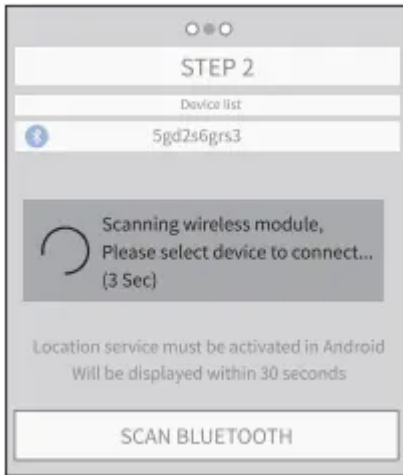 STEP 2
Device list
5gd2s6grs3
Scanning wireless module,
Please select device to connect...
(3 Sec)
Location service must be activated in Android
Will be displayed within 30 seconds
SCAN BLUETOOTH